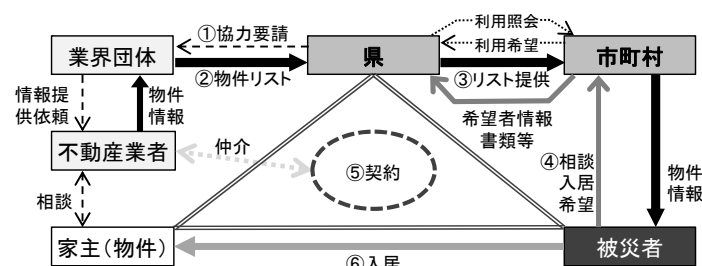 ①協力要請
利用照会
利用希望
業界団体
県
市町村
②物件リスト
③リスト提供
情報提
供依頼
物件
情報
希望者情報
書類等
不動産業者
仲介
⑤契約
④相談
入居
希望
物件
情報
相談
家主(物件)
被災者
⑥入居